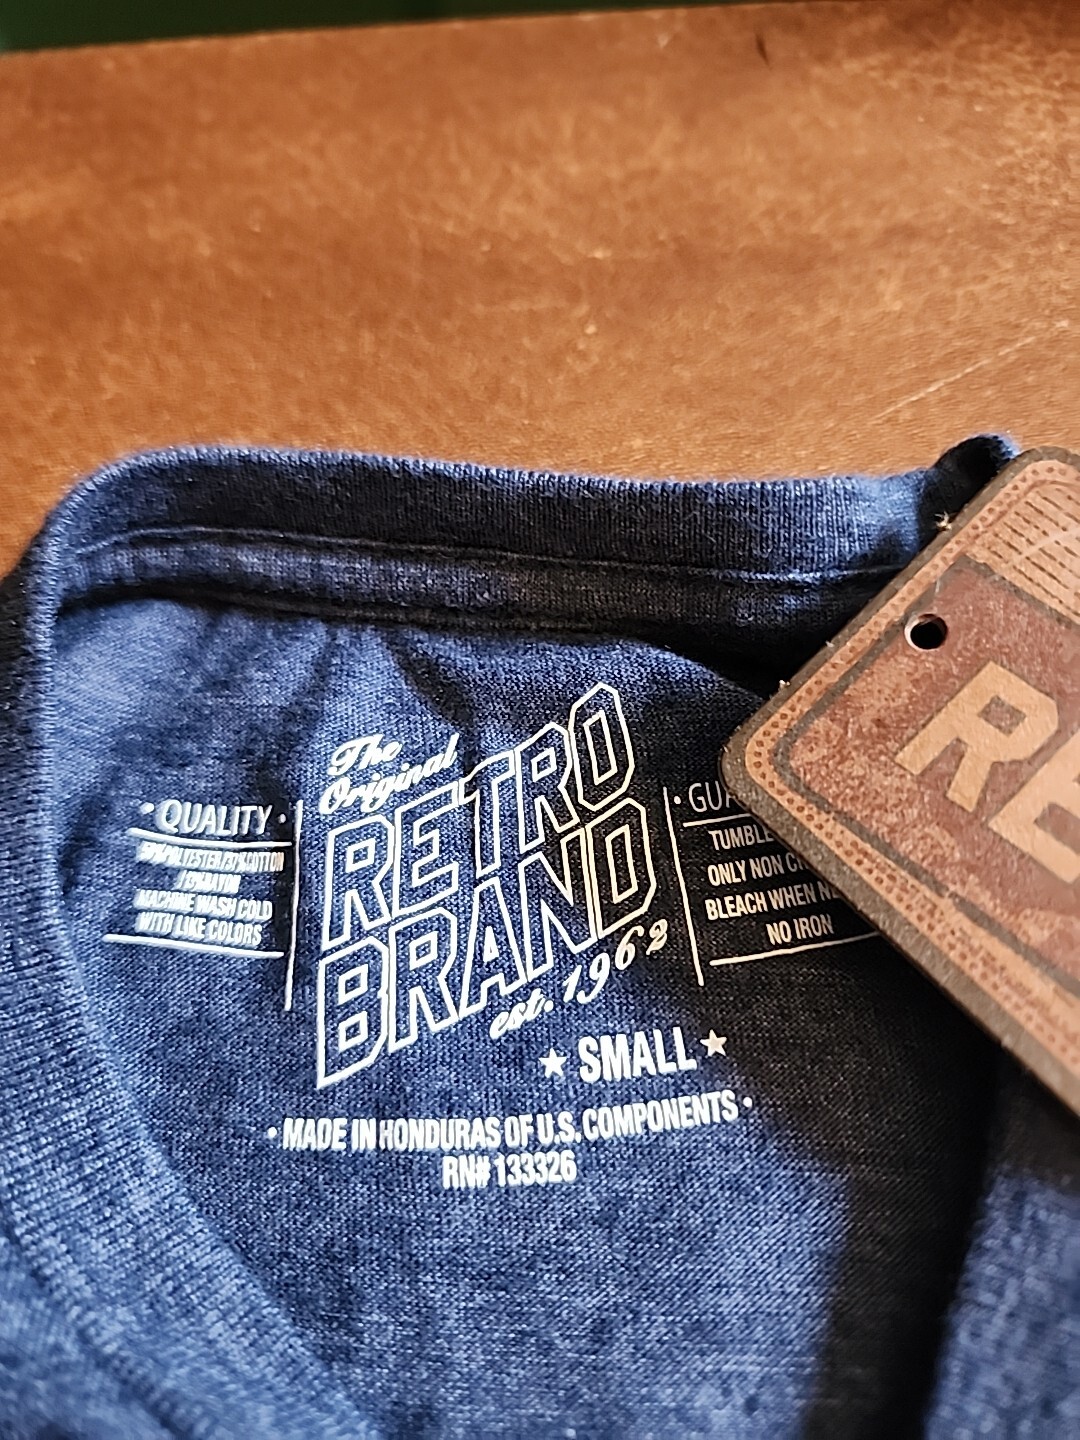 The
Original
RETRO
BRAND
est. 1962
• QUALITY •
MACHINE WASH COLD
WITH LIKE COLORS
• GUA
TUMBLE
ONLY NON
BLEACH WHEN
NO IRON
★ SMALL ★
• MADE IN HONDURAS OF U.S. COMPONENTS •
RN# 133326
RE